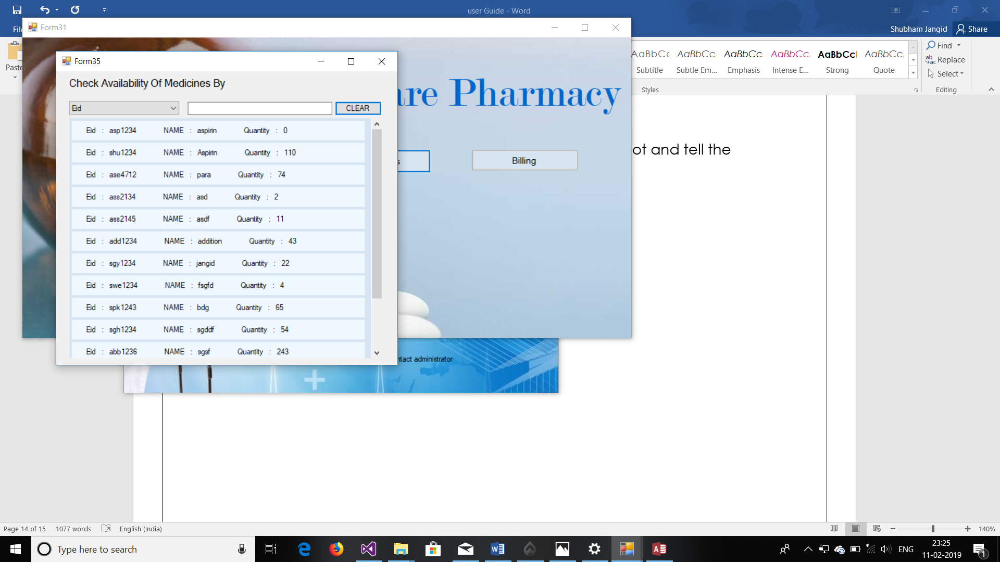 user Guide - Word
Form31
File
Shubham Jangid
Share
Paste
AaBbCc
AaBbCc
AaBbCc
AaBbCc
AaBbCc
AaBbCc
Subtitle
Subtle Em...
Emphasis
Intense E...
Strong
Quote
Styles
Find
Replace
Select
Editing
Form35
Check Availability Of Medicines By
Eid
CLEAR
are Pharmacy
Eid : asp1234 NAME : aspirin Quantity : 0
Eid : shu1234 NAME : Aspirin Quantity : 110
Eid : ase4712 NAME : para Quantity : 74
Eid : ass2134 NAME : asd Quantity : 2
Eid : ass2145 NAME : asdf Quantity : 11
Eid : add1234 NAME : addition Quantity : 43
Eid : sgy1234 NAME : jangid Quantity : 22
Eid : swe1234 NAME : fsgfd Quantity : 4
Eid : spk1243 NAME : bdg Quantity : 65
Eid : sgh1234 NAME : sgddf Quantity : 54
Eid : abb1236 NAME : sgsf Quantity : 243
s
Billing
ot and tell the
ntact administrator
Page 14 of 15 1077 words English (India)
140%
Type here to search
ENG
23:25
11-02-2019
1